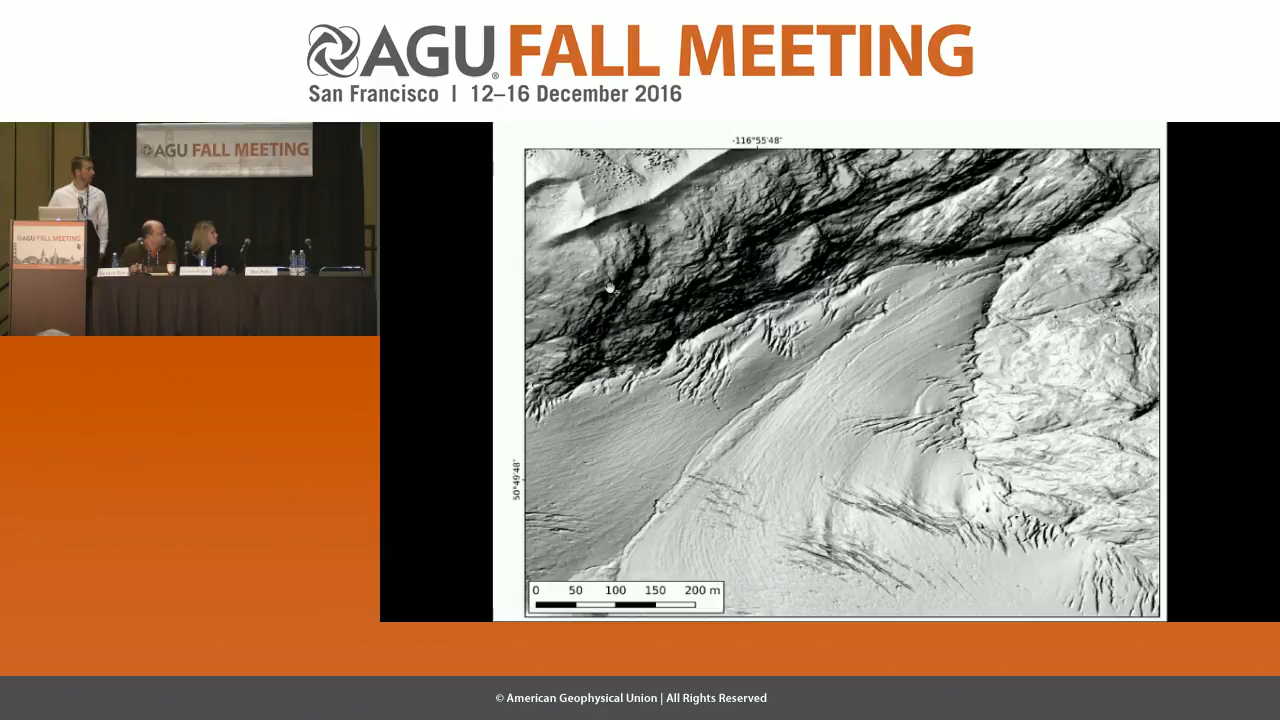 AGU FALL MEETING
San Francisco | 12–16 December 2016
AGU FALL MEETING
AGU FALL MEETING
-116°55'48"
50°49'48"
0 50 100 150 200 m
© American Geophysical Union | All Rights Reserved